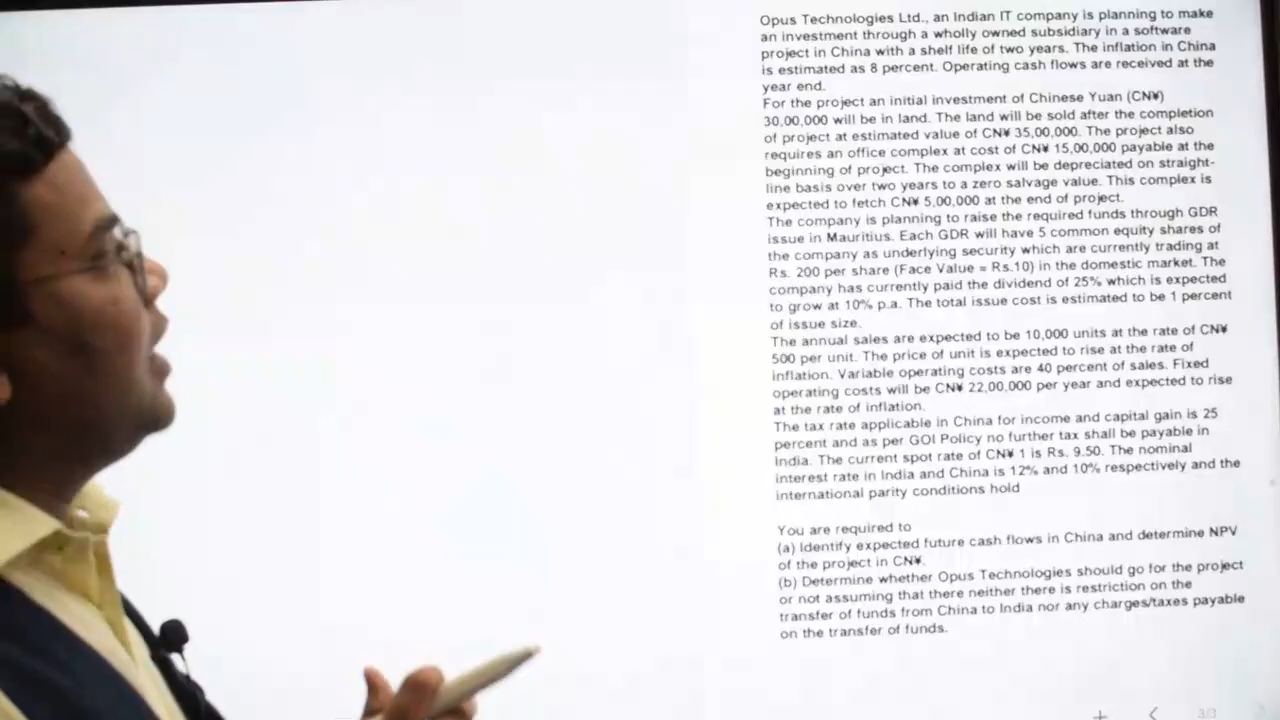 Opus Technologies Ltd., an Indian IT company is planning to make
an investment through a wholly owned subsidiary in a software
project in China with a shelf life of two years. The inflation in China
is estimated as 8 percent. Operating cash flows are received at the
year end.
For the project an initial investment of Chinese Yuan (CN¥)
30,00,000 will be in land. The land will be sold after the completion
of project at estimated value of CN¥ 35,00,000. The project also
requires an office complex at cost of CN¥ 15,00,000 payable at the
beginning of project. The complex will be depreciated on straight-
line basis over two years to a zero salvage value. This complex is
expected to fetch CN¥ 5,00,000 at the end of project.
The company is planning to raise the required funds through GDR
issue in Mauritius. Each GDR will have 5 common equity shares of
the company as underlying security which are currently trading at
Rs. 200 per share (Face Value = Rs.10) in the domestic market. The
company has currently paid the dividend of 25% which is expected
to grow at 10% p.a. The total issue cost is estimated to be 1 percent
of issue size.
The annual sales are expected to be 10,000 units at the rate of CN¥
500 per unit. The price of unit is expected to rise at the rate of
inflation. Variable operating costs are 40 percent of sales. Fixed
operating costs will be CN¥ 22,00,000 per year and expected to rise
at the rate of inflation.
The tax rate applicable in China for income and capital gain is 25
percent and as per GOI Policy no further tax shall be payable in
India. The current spot rate of CN¥ 1 is Rs. 9.50. The nominal
interest rate in India and China is 12% and 10% respectively and the
international parity conditions hold
You are required to
(a) Identify expected future cash flows in China and determine NPV
of the project in CN¥.
(b) Determine whether Opus Technologies should go for the project
or not assuming that there neither there is restriction on the
transfer of funds from China to India nor any charges/taxes payable
on the transfer of funds.
3/3